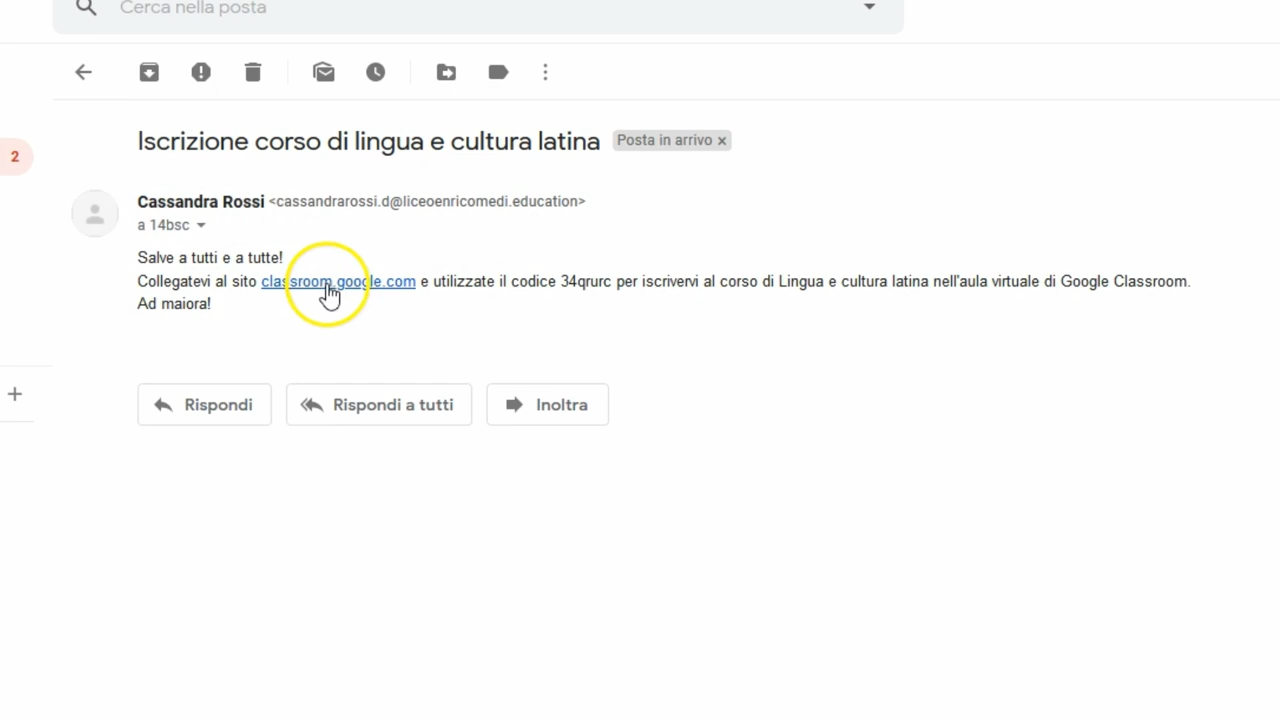 Cerca nella posta
Iscrizione corso di lingua e cultura latina Posta in arrivo ×
2
Cassandra Rossi <cassandrarossi.d@liceoenricomedi.education>
a 14bsc
Salve a tutti e a tutte!
Collegatevi al sito classroom.google.com e utilizzate il codice 34qrurc per iscrivervi al corso di Lingua e cultura latina nell'aula virtuale di Google Classroom.
Ad maiora!
Rispondi Rispondi a tutti Inoltra